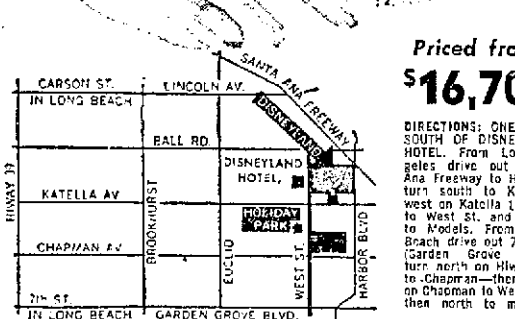 SANTA ANA FREEWAY
CARSON ST.
IN LONG BEACH
LINCOLN AV.
DISNEYLAND
BALL RD.
DISNEYLAND
HOTEL,
HIWAY 39
KATELLA AV
BROOKHURST
HOLIDAY
PARK
EUCLID
WEST ST.
HARBOR BLVD
CHAPMAN AV
7th ST.
IN LONG BEACH
GARDEN GROVE BLVD.
Priced fro
$16,70
DIRECTIONS: ONE
SOUTH OF DISNE
HOTEL. From Lo
geles drive out
Ana Freeway to H
turn south to K
west on Katella
to West St. and
to Models. From
Beach drive out 7
(Garden Grove
turn north on Hiw
to Chapman—ther
on Chapman to We
then north to m